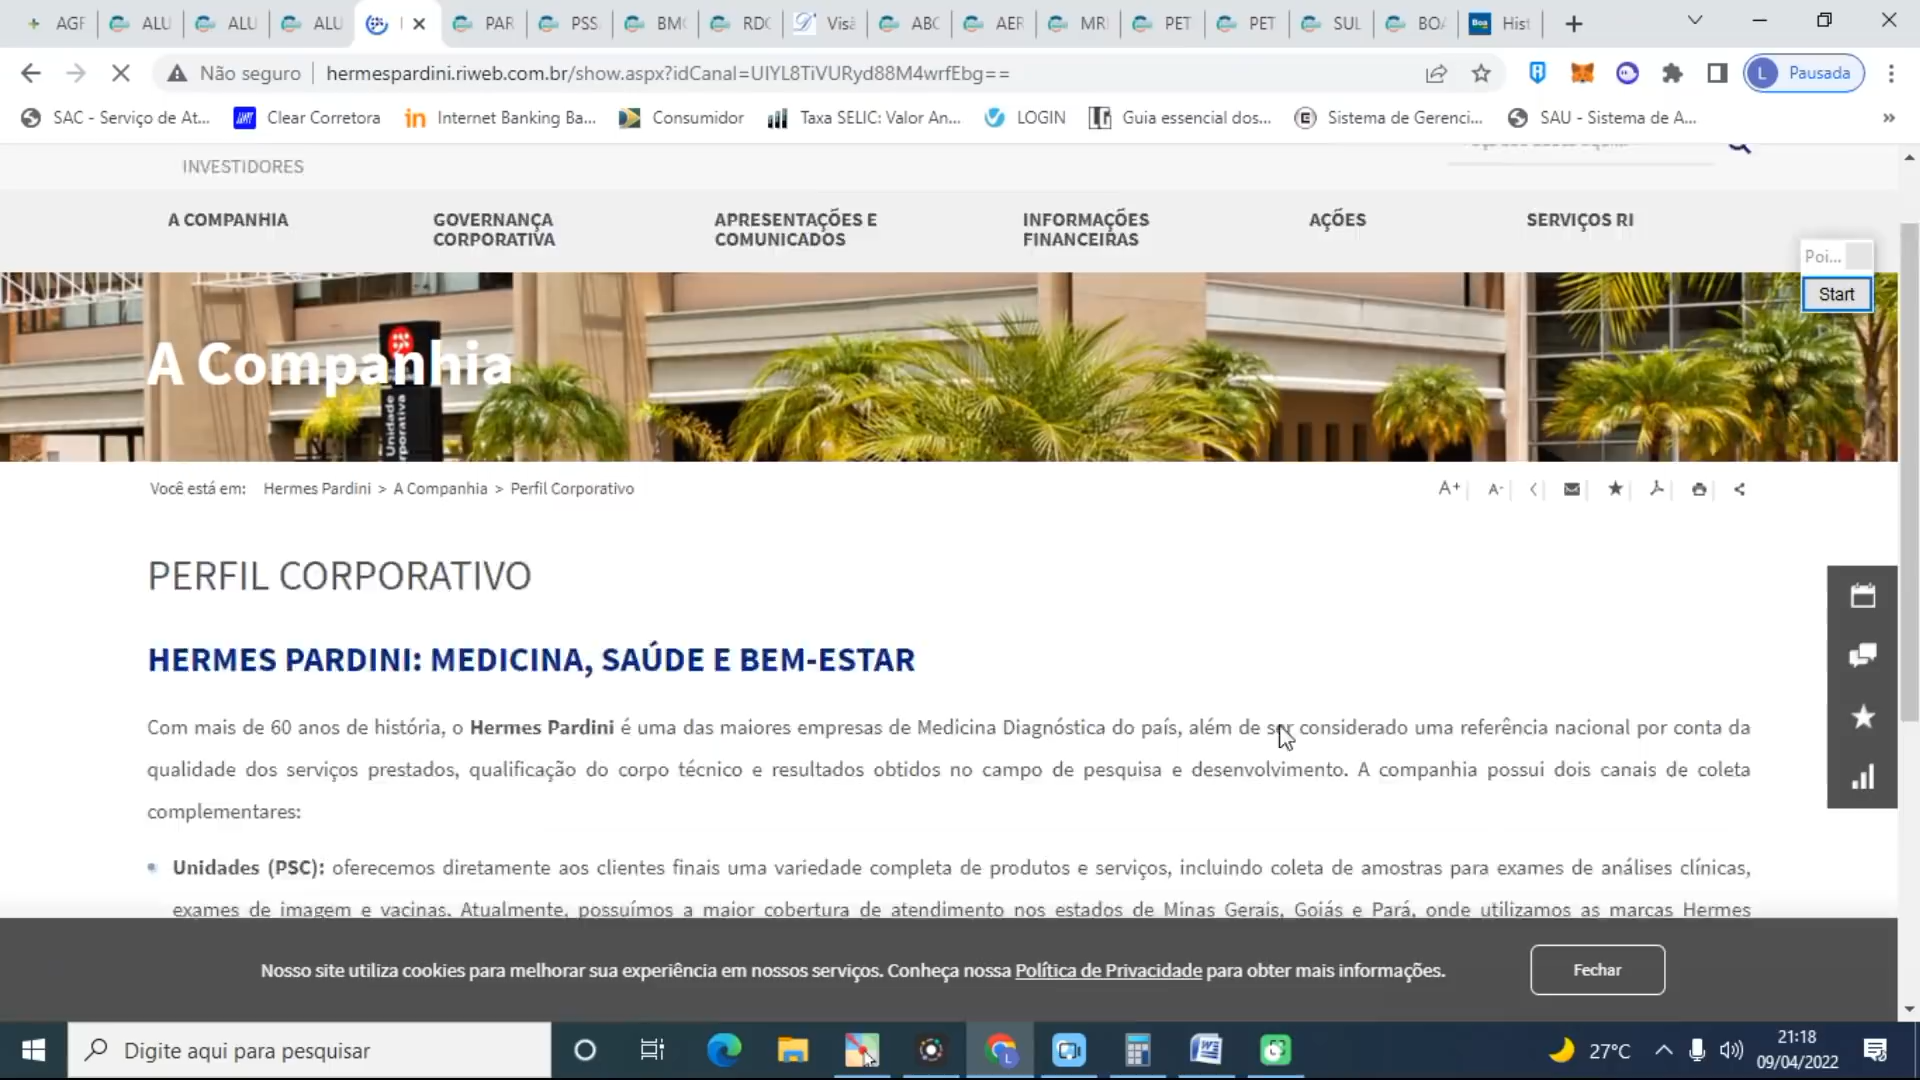 AGF
ALU
ALU
ALU
PAR
PSS
BM
RDC
Visã
ABC
AER
MR
PET
PET
SUL
BOA
Boa
Hist
Não seguro
hermespardini.riweb.com.br/show.aspx?idCanal=UIYL8TiVURyd88M4wrfEbg==
L Pausada
SAC - Serviço de At...
Clear Corretora
Internet Banking Ba...
Consumidor
Taxa SELIC: Valor An...
LOGIN
Guia essencial dos...
Sistema de Gerenci...
SAU - Sistema de A...
»
INVESTIDORES
A COMPANHIA
GOVERNANÇA
CORPORATIVA
APRESENTAÇÕES E
COMUNICADOS
INFORMAÇÕES
FINANCEIRAS
AÇÕES
SERVIÇOS RI
Poi...
Start
A Companhia
Unidade
Você está em: Hermes Pardini > A Companhia > Perfil Corporativo
A+ A-
PERFIL CORPORATIVO
HERMES PARDINI: MEDICINA, SAÚDE E BEM-ESTAR
Com mais de 60 anos de história, o Hermes Pardini é uma das maiores empresas de Medicina Diagnóstica do país, além de ser considerado uma referência nacional por conta da
qualidade dos serviços prestados, qualificação do corpo técnico e resultados obtidos no campo de pesquisa e desenvolvimento. A companhia possui dois canais de coleta
complementares:
Unidades (PSC): oferecemos diretamente aos clientes finais uma variedade completa de produtos e serviços, incluindo coleta de amostras para exames de análises clínicas,
exames de imagem e vacinas. Atualmente, possuímos a maior cobertura de atendimento nos estados de Minas Gerais, Goiás e Pará, onde utilizamos as marcas Hermes
Nosso site utiliza cookies para melhorar sua experiência em nossos serviços. Conheça nossa Política de Privacidade para obter mais informações.
Fechar
Digite aqui para pesquisar
27°C
21:18
09/04/2022